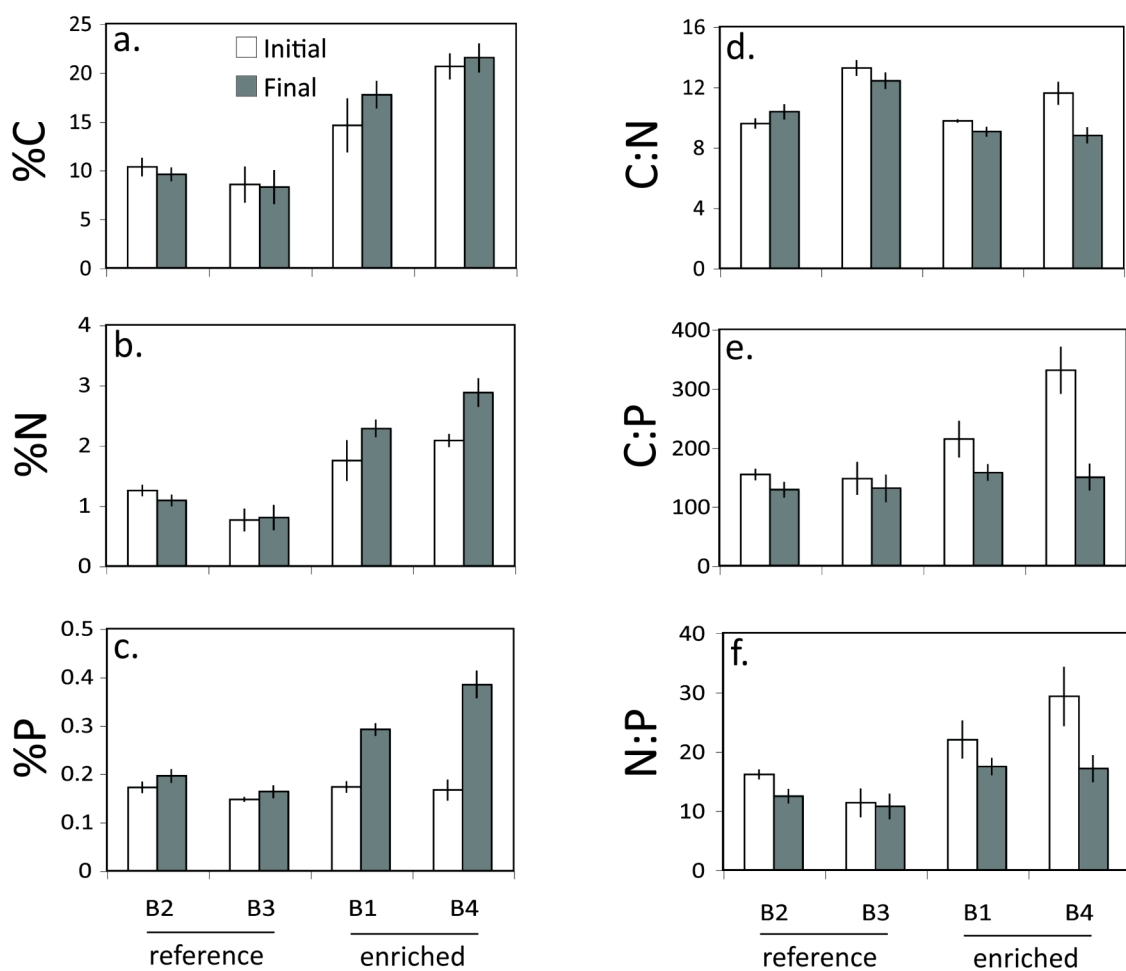 a.
Initial
Final
%C
25
20
15
10
5
0
b.
%N
4
3
2
1
0
c.
%P
0.5
0.4
0.3
0.2
0.1
0
B2 B3 B1 B4
reference enriched
d.
C:N
16
12
8
4
0
e.
C:P
400
300
200
100
0
f.
N:P
40
30
20
10
0
B2 B3 B1 B4
reference enriched